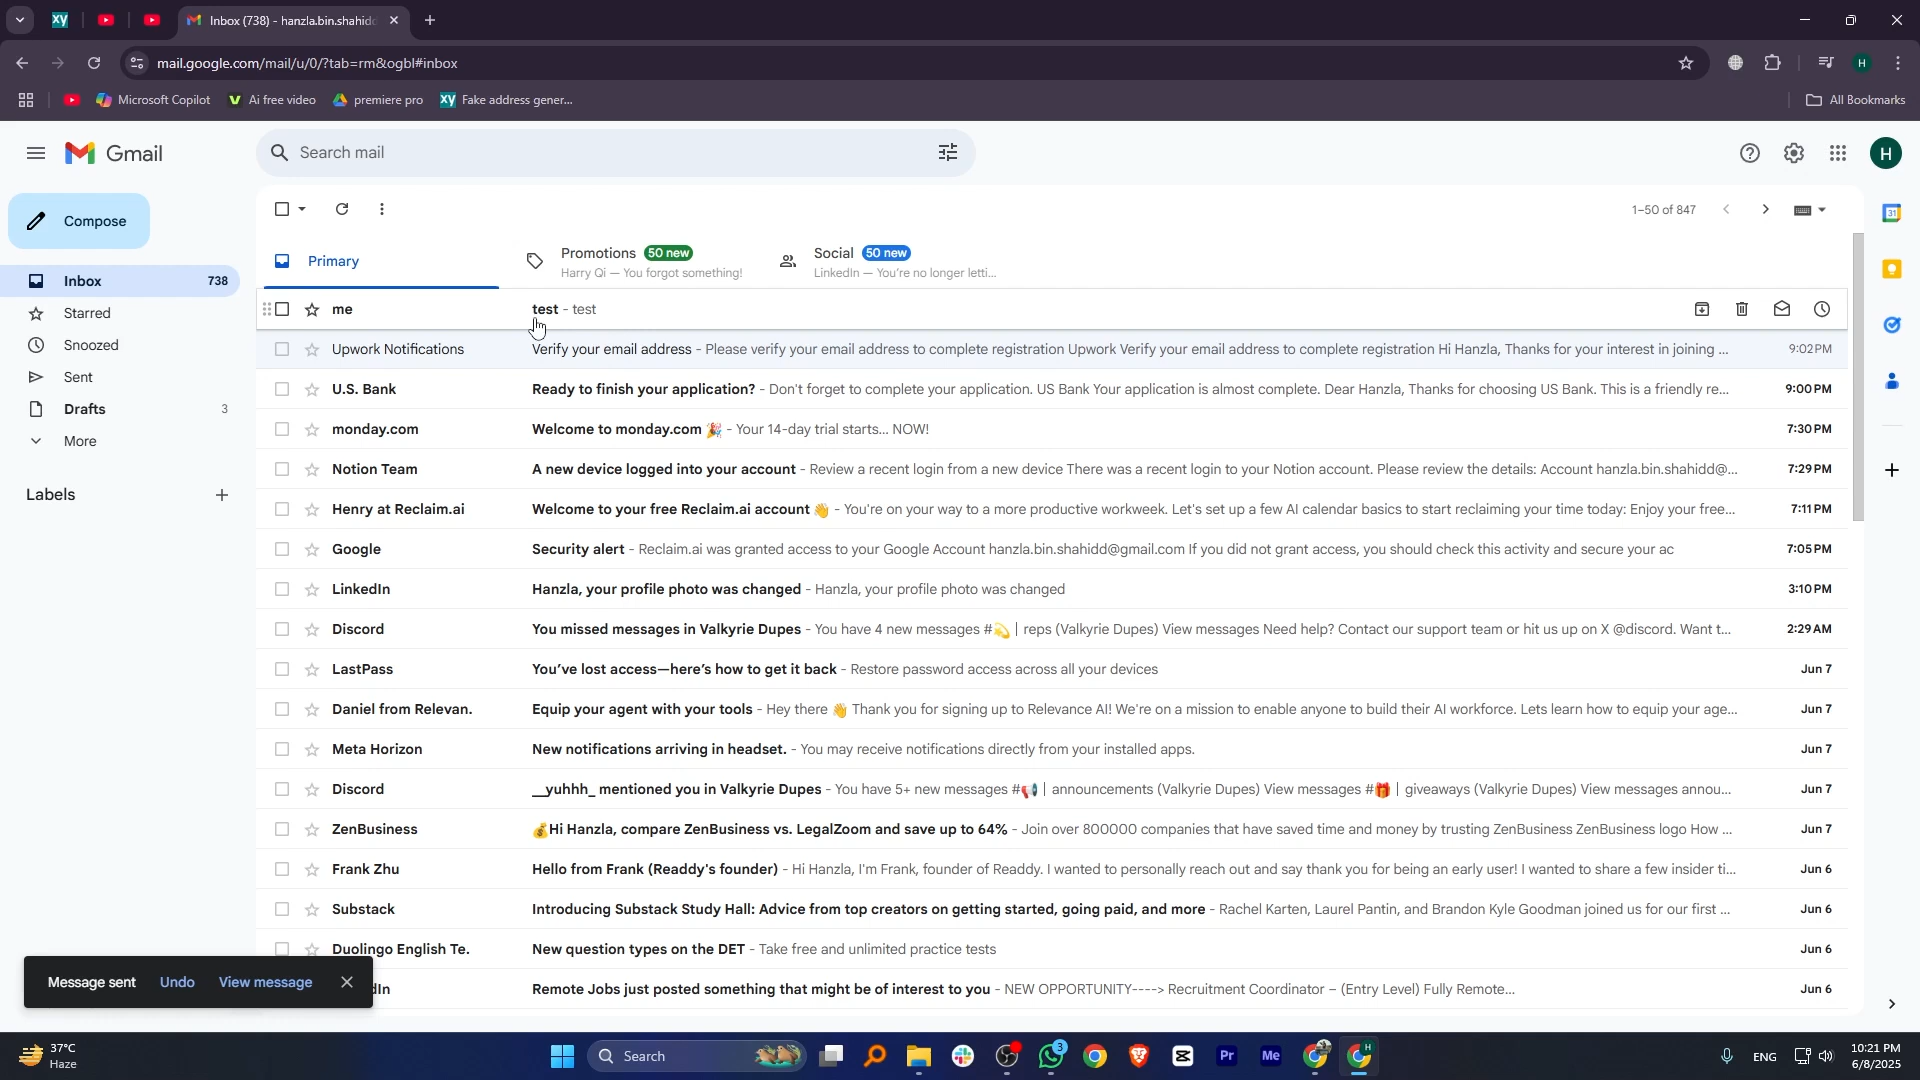 Inbox (738) - hanzla.bin.shahidd
mail.google.com/mail/u/0/?tab=rm&ogbl#inbox
H
Microsoft Copilot
Ai free video
premiere pro
XY Fake address gener...
All Bookmarks
Gmail
Search mail
H
Compose
1–50 of 847
Primary
Promotions 50 new
Harry Qi — You forgot something!
Social 50 new
LinkedIn — You're no longer letti...
Inbox 738
Starred
Snoozed
Sent
Drafts 3
More
Labels
me test - test
Upwork Notifications Verify your email address - Please verify your email address to complete registration Upwork Verify your email address to complete registration Hi Hanzla, Thanks for your interest in joining ... 9:02 PM
U.S. Bank Ready to finish your application? - Don't forget to complete your application. US Bank Your application is almost complete. Dear Hanzla, Thanks for choosing US Bank. This is a friendly re... 9:00 PM
monday.com Welcome to monday.com 🎉 - Your 14-day trial starts... NOW! 7:30 PM
Notion Team A new device logged into your account - Review a recent login from a new device There was a recent login to your Notion account. Please review the details: Account hanzla.bin.shahidd@... 7:29 PM
Henry at Reclaim.ai Welcome to your free Reclaim.ai account 👋 - You're on your way to a more productive workweek. Let's set up a few AI calendar basics to start reclaiming your time today: Enjoy your free... 7:11 PM
Google Security alert - Reclaim.ai was granted access to your Google Account hanzla.bin.shahidd@gmail.com If you did not grant access, you should check this activity and secure your ac 7:05 PM
LinkedIn Hanzla, your profile photo was changed - Hanzla, your profile photo was changed 3:10 PM
Discord You missed messages in Valkyrie Dupes - You have 4 new messages #💫 | reps (Valkyrie Dupes) View messages Need help? Contact our support team or hit us up on X @discord. Want t... 2:29 AM
LastPass You've lost access—here's how to get it back - Restore password access across all your devices Jun 7
Daniel from Relevan. Equip your agent with your tools - Hey there 👋 Thank you for signing up to Relevance AI! We're on a mission to enable anyone to build their AI workforce. Lets learn how to equip your age... Jun 7
Meta Horizon New notifications arriving in headset. - You may receive notifications directly from your installed apps. Jun 7
Discord __yuhhh_ mentioned you in Valkyrie Dupes - You have 5+ new messages #📢 | announcements (Valkyrie Dupes) View messages #🎁 | giveaways (Valkyrie Dupes) View messages annou... Jun 7
ZenBusiness 💰Hi Hanzla, compare ZenBusiness vs. LegalZoom and save up to 64% - Join over 800000 companies that have saved time and money by trusting ZenBusiness ZenBusiness logo How ... Jun 7
Frank Zhu Hello from Frank (Readdy's founder) - Hi Hanzla, I'm Frank, founder of Readdy. I wanted to personally reach out and say thank you for being an early user! I wanted to share a few insider ti... Jun 6
Substack Introducing Substack Study Hall: Advice from top creators on getting started, going paid, and more - Rachel Karten, Laurel Pantin, and Brandon Kyle Goodman joined us for our first ... Jun 6
Duolingo English Te. New question types on the DET - Take free and unlimited practice tests Jun 6
Remote Jobs just posted something that might be of interest to you - NEW OPPORTUNITY----> Recruitment Coordinator – (Entry Level) Fully Remote... Jun 6
Message sent Undo View message
37°C
Haze
Search
3
Pr
Me
ENG
10:21 PM
6/8/2025